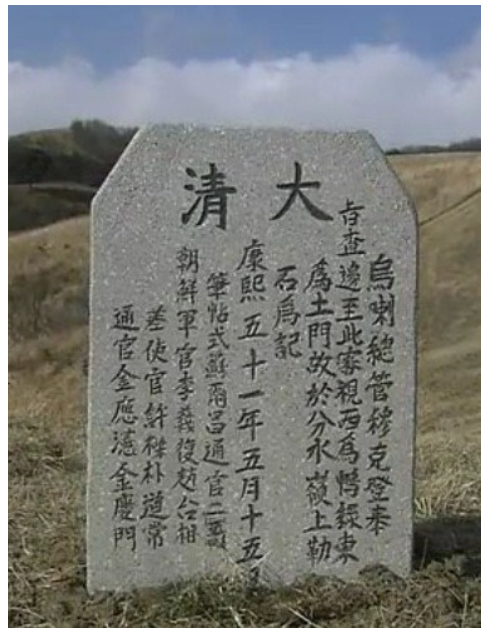 大清
烏喇總管穆克登奉
旨查邊至此審視西爲鴨綠東
爲土門故於分水嶺上勒
石爲記
康熙五十一年五月十五
筆帖式蘇爾昌通官二哥
朝鮮軍官李義復趙台相
差使官許樑朴道常
通官金應瀗金慶門